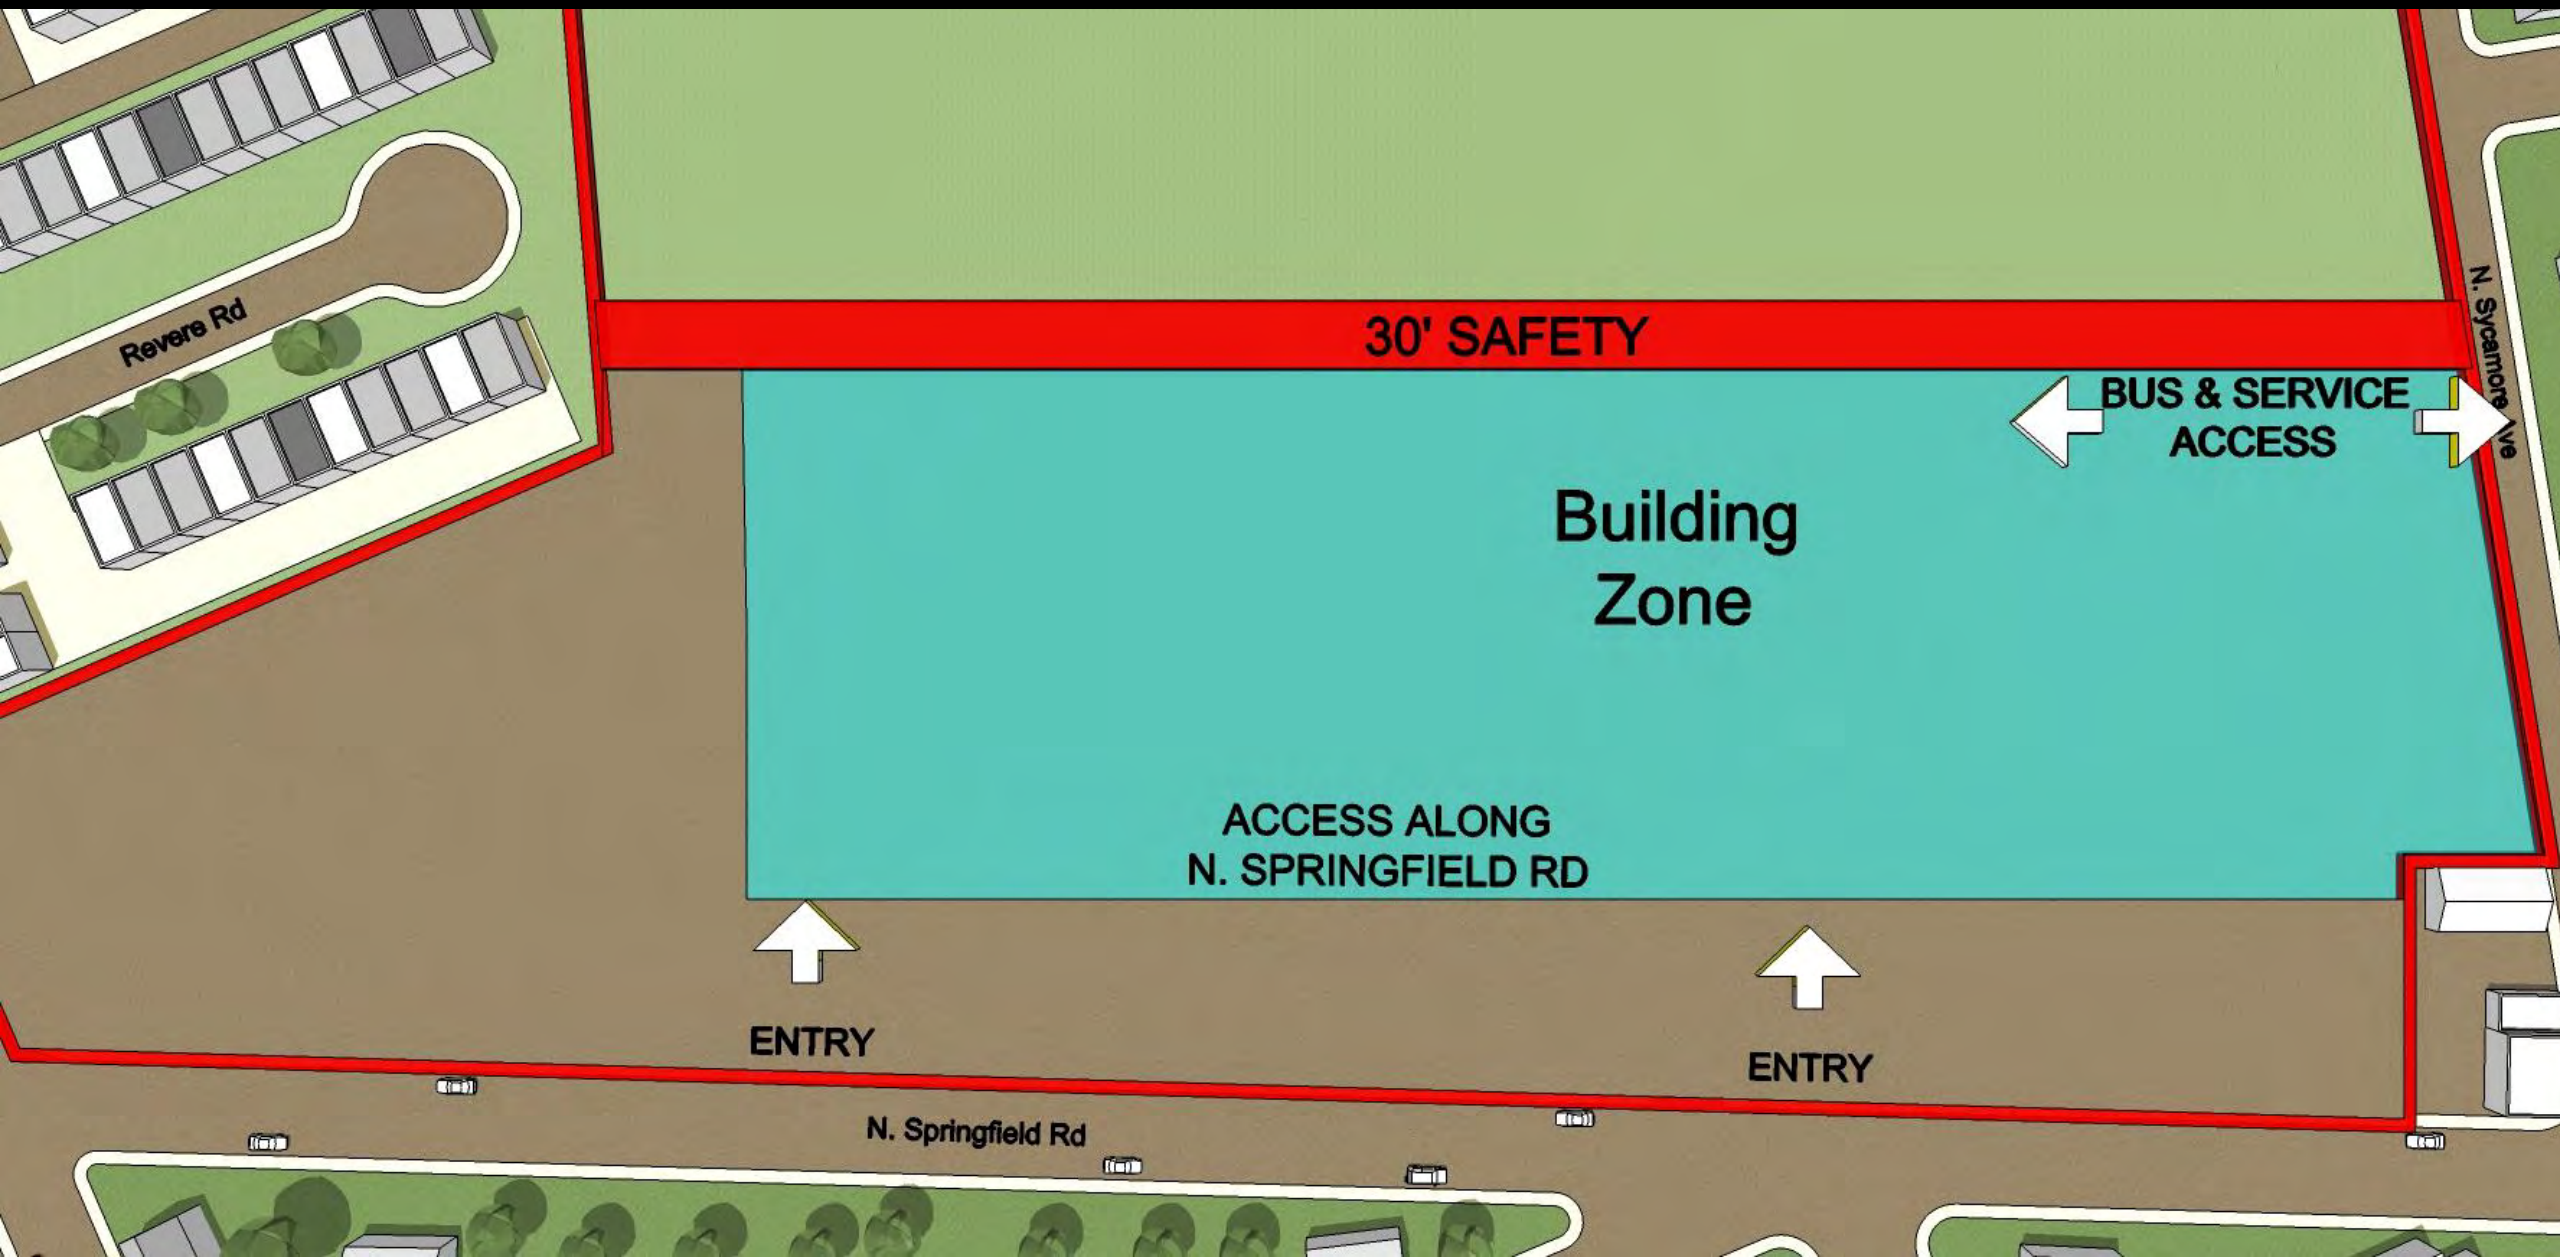 30' SAFETY
N. Sycamore Ave
BUS & SERVICE
ACCESS
Revere Rd
Building
Zone
ACCESS ALONG
N. SPRINGFIELD RD
ENTRY
ENTRY
N. Springfield Rd